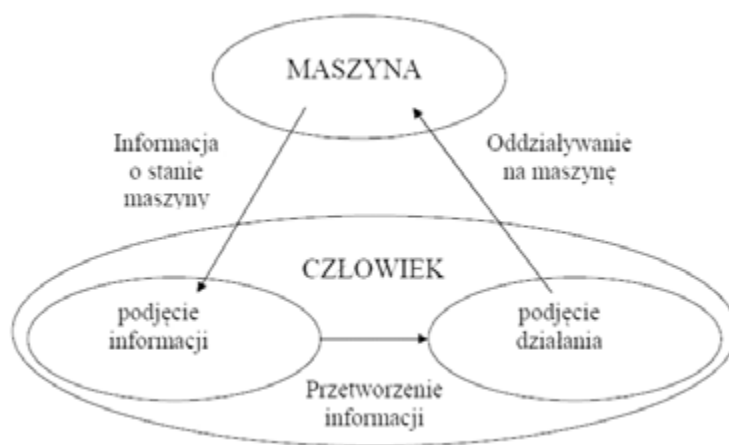 MASZYNA
Informacja
o stanie
maszyny
Oddziaływanie
na maszynę
CZŁOWIEK
podjęcie
informacji
podjęcie
działania
Przetworzenie
informacji